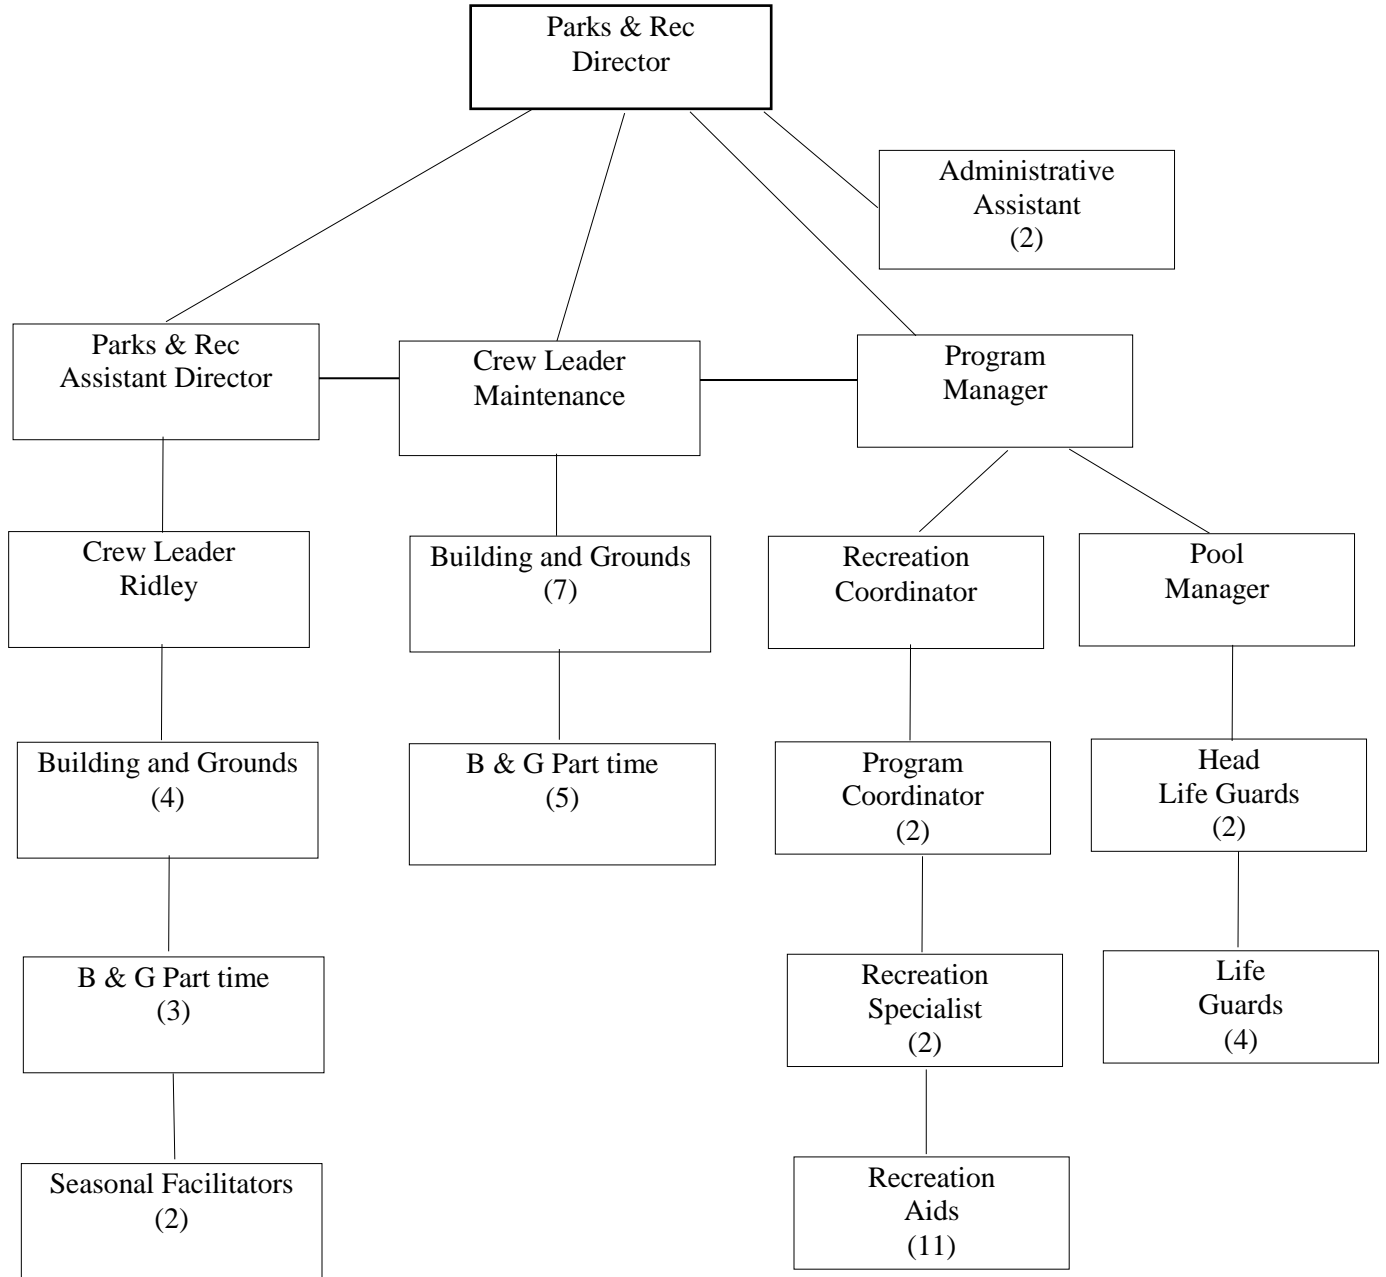 Parks & Rec
Director
Administrative
Assistant
(2)
Parks & Rec
Assistant Director
Crew Leader
Maintenance
Program
Manager
Crew Leader
Ridley
Building and Grounds
(7)
Recreation
Coordinator
Pool
Manager
Building and Grounds
(4)
B & G Part time
(5)
Program
Coordinator
(2)
Head
Life Guards
(2)
B & G Part time
(3)
Recreation
Specialist
(2)
Life
Guards
(4)
Seasonal Facilitators
(2)
Recreation
Aids
(11)